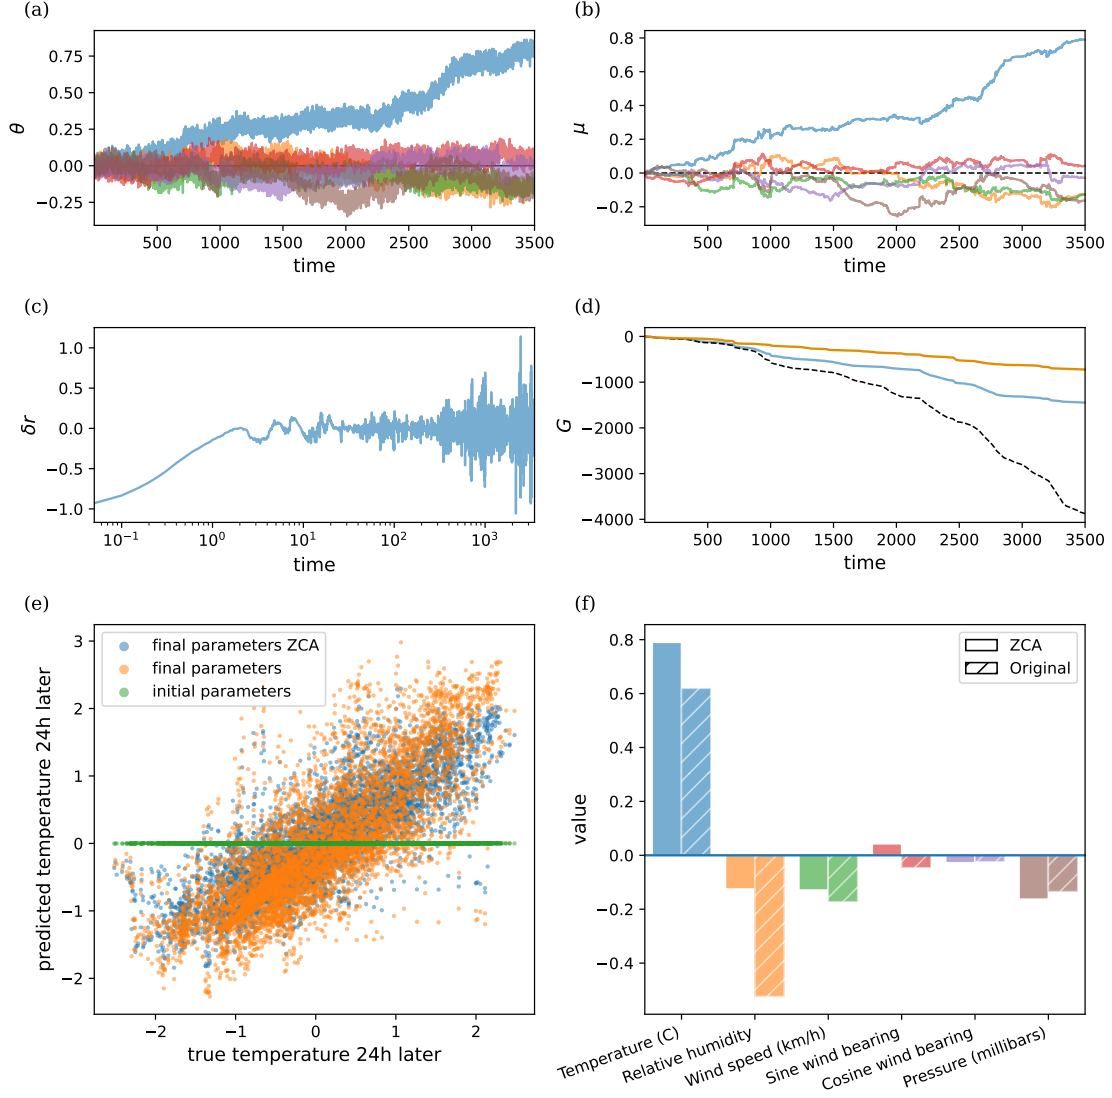 (a)
(b)
θ
0.75
0.50
0.25
0.00
−0.25
500 1000 1500 2000 2500 3000 3500
time
μ
0.8
0.6
0.4
0.2
0.0
−0.2
500 1000 1500 2000 2500 3000 3500
time
(c)
(d)
δr
1.0
0.5
0.0
−0.5
−1.0
10⁻¹ 10⁰ 10¹ 10² 10³
time
G
0
−1000
−2000
−3000
−4000
500 1000 1500 2000 2500 3000 3500
time
(e)
(f)
predicted temperature 24h later
3
2
1
0
−1
−2
final parameters ZCA
final parameters
initial parameters
−2 −1 0 1 2
true temperature 24h later
value
0.8
0.6
0.4
0.2
0.0
−0.2
−0.4
ZCA
Original
Temperature (C)
Relative humidity
Wind speed (km/h)
Sine wind bearing
Cosine wind bearing
Pressure (millibars)